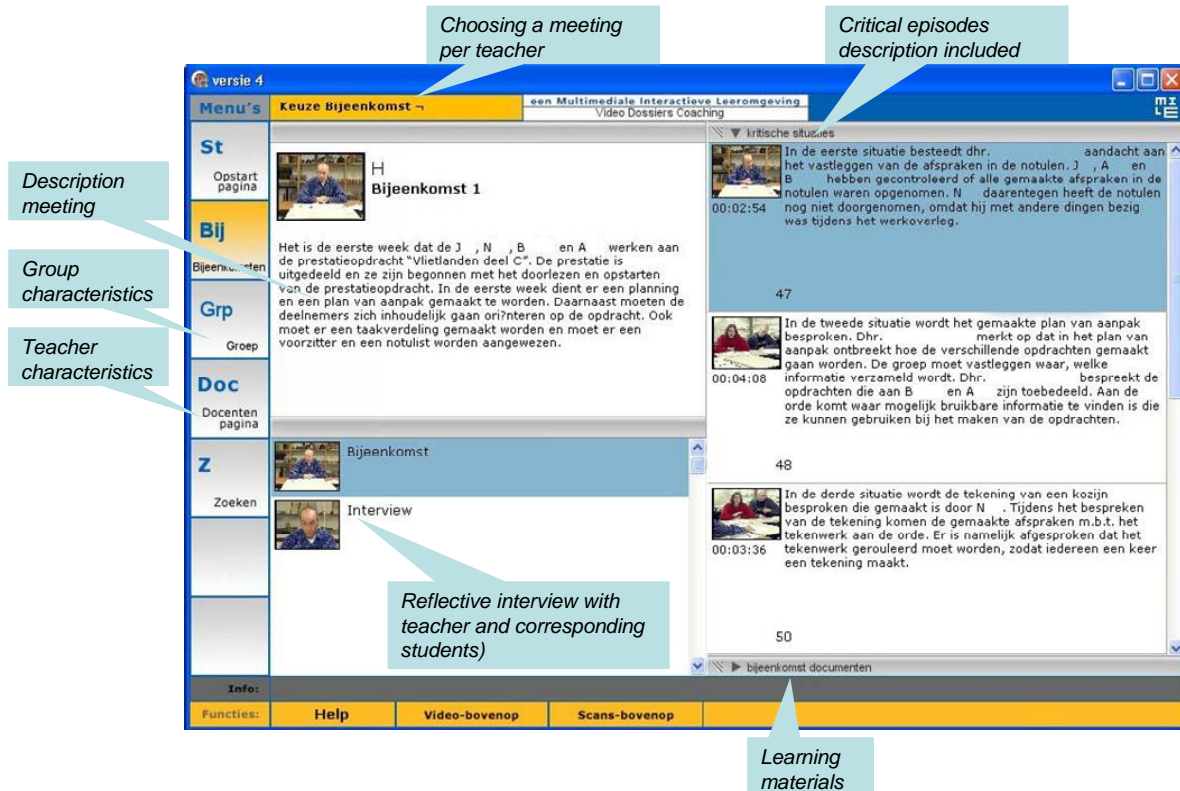 Choosing a meeting
per teacher
Critical episodes
description included
versie 4
Menu's
Keuze Bijeenkomst ¬
een Multimediale Interactieve Leeromgeving
Video Dossiers Coaching
MILE
St
Opstart
pagina
Bij
Bijeenkomsten
Grp
Groep
Doc
Docenten
pagina
Z
Zoeken
Description
meeting
Group
characteristics
Teacher
characteristics
H
Bijeenkomst 1
Het is de eerste week dat de J , N , B en A werken aan
de prestatieopdracht "Vlietlanden deel C". De prestatie is
uitgedeeld en ze zijn begonnen met het doorlezen en opstarten
van de prestatieopdracht. In de eerste week dient er een planning
en een plan van aanpak gemaakt te worden. Daarnaast moeten de
deelnemers zich inhoudelijk gaan ori?nteren op de opdracht. Ook
moet er een taakverdeling gemaakt worden en moet er een
voorzitter en een notulist worden aangewezen.
Bijeenkomst
Interview
Reflective interview with
teacher and corresponding
students)
kritische situaties
In de eerste situatie besteedt dhr. aandacht aan
het vastleggen van de afspraken in de notulen. J , A en
B hebben gecontroleerd of alle gemaakte afspraken in de
notulen waren opgenomen. N daarentegen heeft de notulen
nog niet doorgenomen, omdat hij met andere dingen bezig
was tijdens het werkoverleg.
00:02:54
47
In de tweede situatie wordt het gemaakte plan van aanpak
besproken. Dhr. merkt op dat in het plan van
aanpak ontbreekt hoe de verschillende opdrachten gemaakt
gaan worden. De groep moet vastleggen waar, welke
informatie verzameld wordt. Dhr. bespreekt de
opdrachten die aan B en A zijn toebedeeld. Aan de
orde komt waar mogelijk bruikbare informatie te vinden is die
ze kunnen gebruiken bij het maken van de opdrachten.
00:04:08
48
In de derde situatie wordt de tekening van een kozijn
besproken die gemaakt is door N . Tijdens het bespreken
van de tekening komen de gemaakte afspraken m.b.t. het
tekenwerk aan de orde. Er is namelijk afgesproken dat het
tekenwerk gerouleerd moet worden, zodat iedereen een keer
een tekening maakt.
00:03:36
50
bijeenkomst documenten
Info:
Functies:
Help
Video-bovenop
Scans-bovenop
Learning
materials